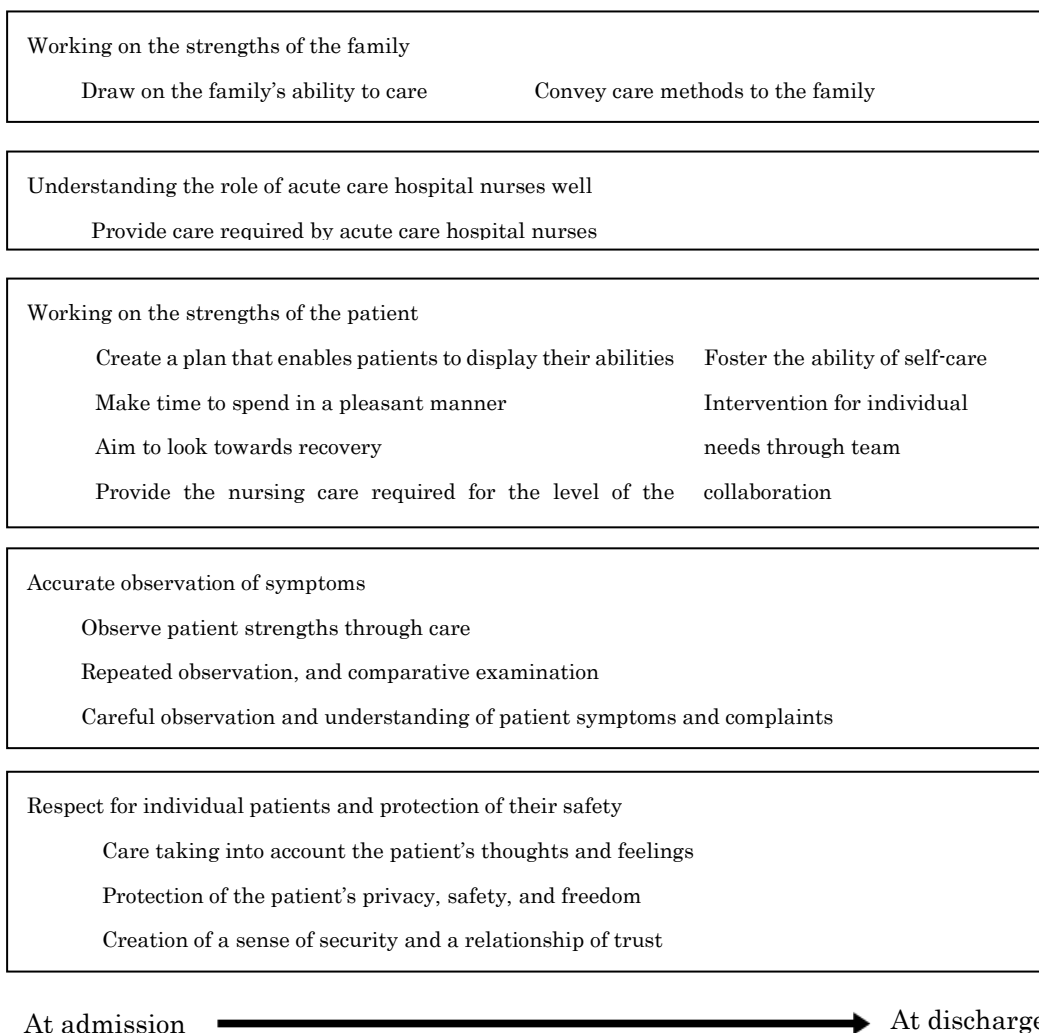 Working on the strengths of the family
Draw on the family's ability to care Convey care methods to the family
Understanding the role of acute care hospital nurses well
Provide care required by acute care hospital nurses
Working on the strengths of the patient
Create a plan that enables patients to display their abilities
Make time to spend in a pleasant manner
Aim to look towards recovery
Provide the nursing care required for the level of the
Foster the ability of self-care
Intervention for individual
needs through team
collaboration
Accurate observation of symptoms
Observe patient strengths through care
Repeated observation, and comparative examination
Careful observation and understanding of patient symptoms and complaints
Respect for individual patients and protection of their safety
Care taking into account the patient's thoughts and feelings
Protection of the patient's privacy, safety, and freedom
Creation of a sense of security and a relationship of trust
At admission At discharge